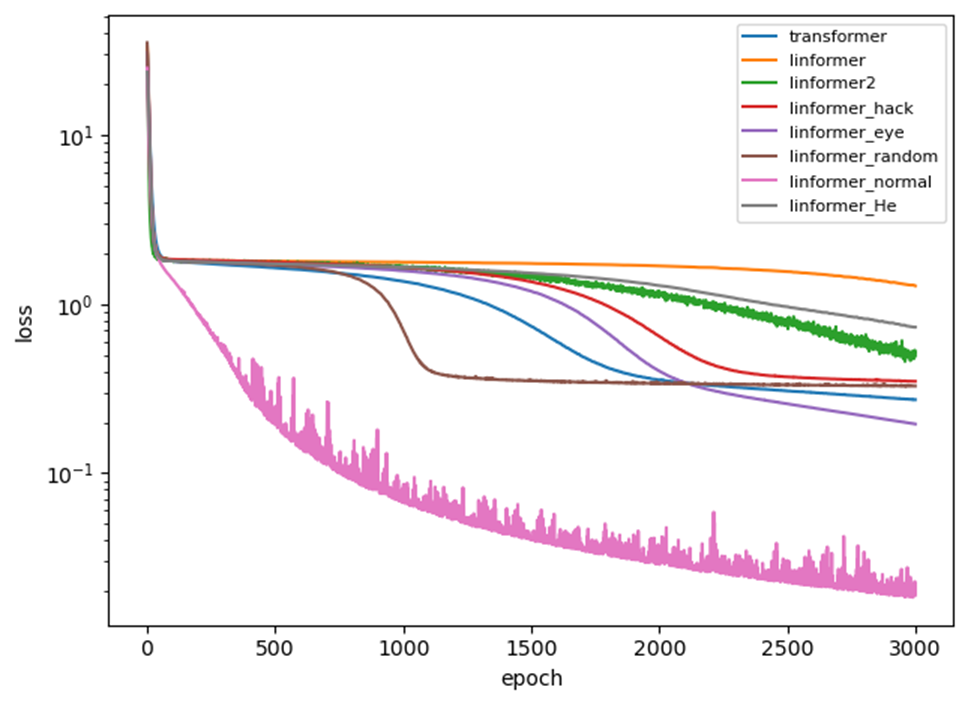 transformer
linformer
linformer2
linformer_hack
linformer_eye
linformer_random
linformer_normal
linformer_He
10¹
10⁰
10⁻¹
loss
0 500 1000 1500 2000 2500 3000
epoch